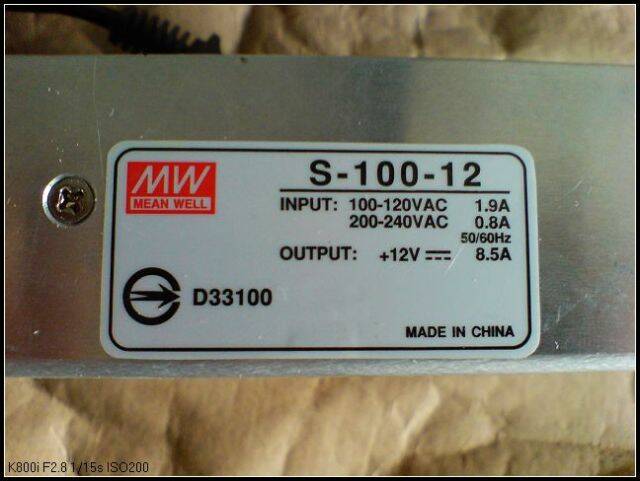 MW
MEAN WELL
S-100-12
INPUT: 100-120VAC 1.9A
200-240VAC 0.8A
50/60Hz
OUTPUT: +12V 8.5A
D33100
MADE IN CHINA
K800i F2.8 1/15s ISO200